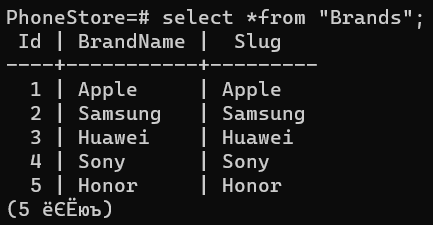 PhoneStore=# select *from "Brands";
 Id | BrandName |  Slug
----+-----------+---------
  1 | Apple     | Apple
  2 | Samsung   | Samsung
  3 | Huawei    | Huawei
  4 | Sony      | Sony
  5 | Honor     | Honor
(5 ёЄЁюъ)